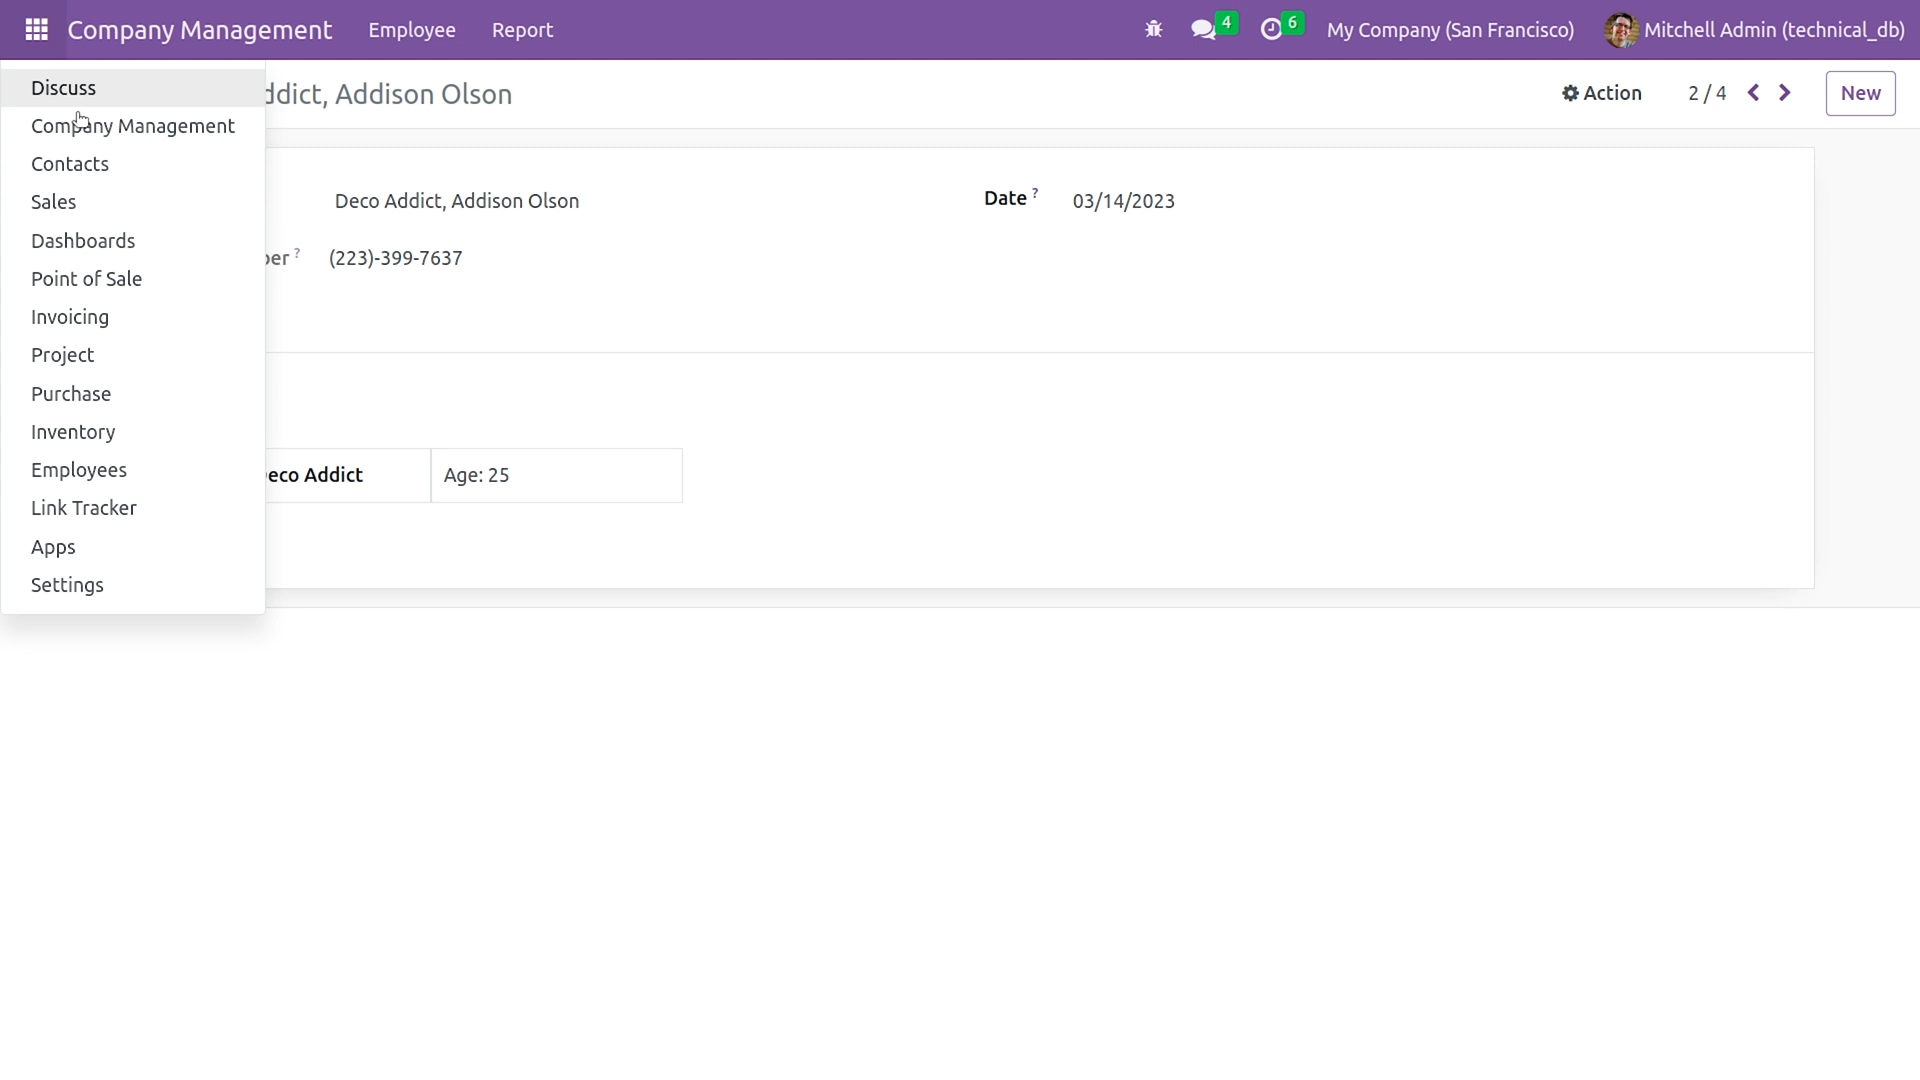 Company Management Employee Report 4 6 My Company (San Francisco) Mitchell Admin (technical_db)
Discuss
Company Management
Contacts
Sales
Dashboards
Point of Sale
Invoicing
Project
Purchase
Inventory
Employees
Link Tracker
Apps
Settings
ddict, Addison Olson Action 2 / 4 New
Deco Addict, Addison Olson Date ? 03/14/2023
ber ? (223)-399-7637
eco Addict Age: 25